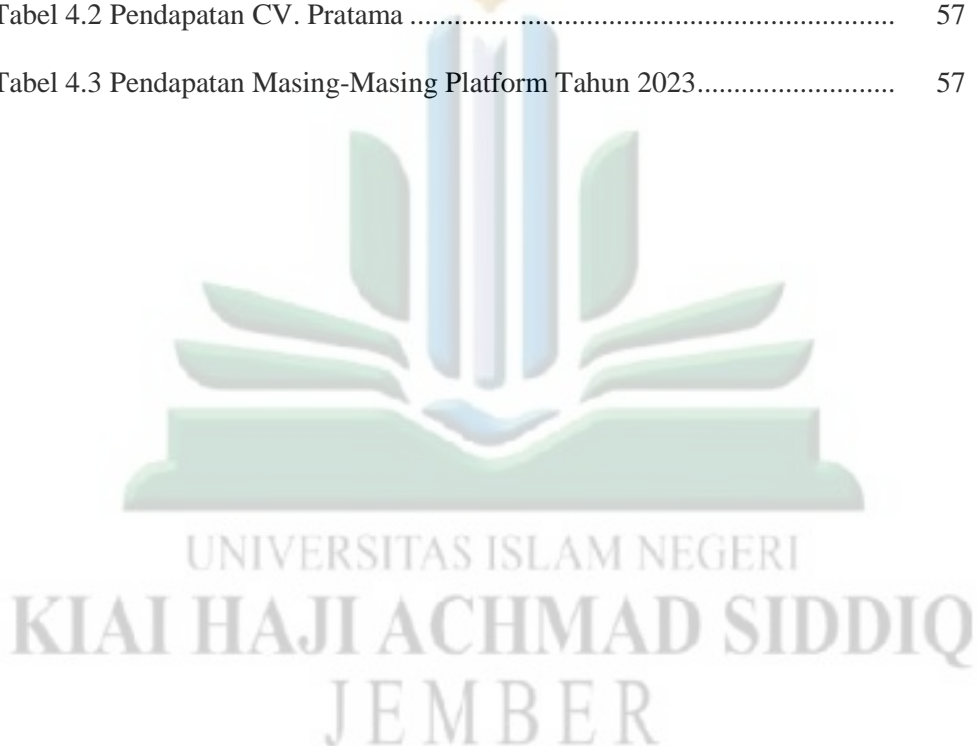 Tabel 4.2 Pendapatan CV. Pratama ................................................................. 57
Tabel 4.3 Pendapatan Masing-Masing Platform Tahun 2023........................... 57
UNIVERSITAS ISLAM NEGERI
KIAI HAJI ACHMAD SIDDIQ
JEMBER